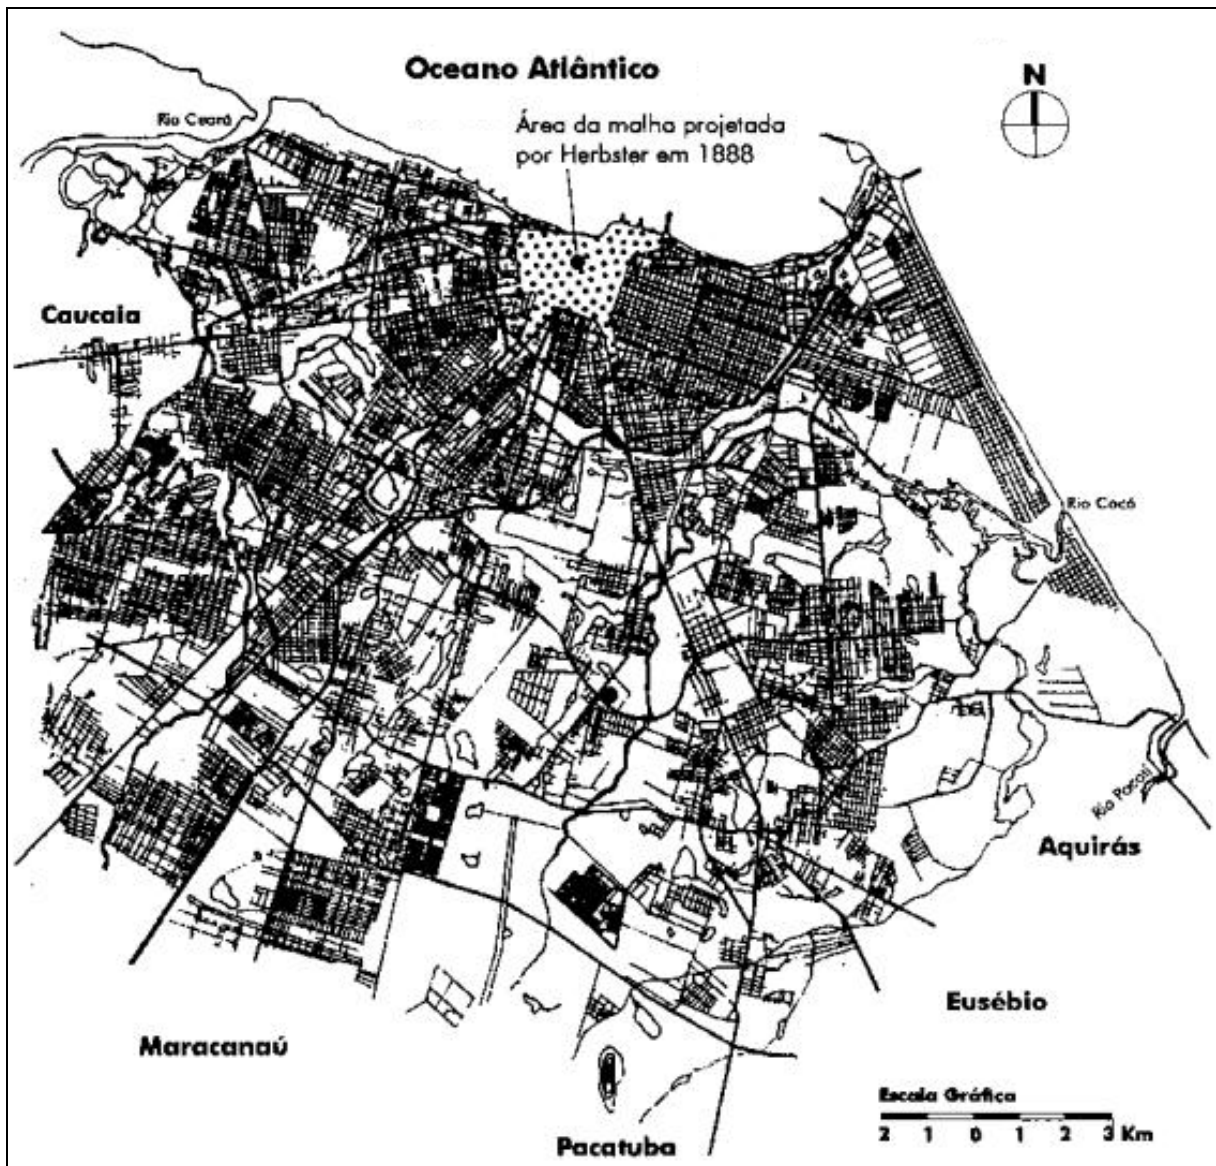 Oceano Atlântico
N
Rio Ceará
Área da malha projetada
por Herbster em 1888
Caucaia
Rio Cocó
Rio Pacoti
Aquirás
Eusébio
Maracanaú
Escala Gráfica
2 1 0 1 2 3 Km
Pacatuba